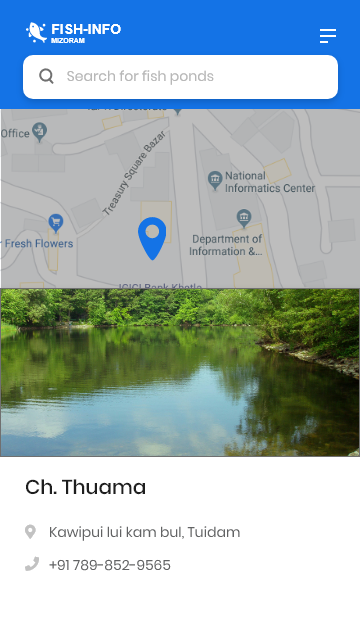 FISH-INFO
MIZORAM
Search for fish ponds
Office
Treasury Square Bazar
National
Informatics Center
Fresh Flowers
Department of
Information &...
ICICI Bank Khatla
Ch. Thuama
Kawipui lui kam bul, Tuidam
+91 789-852-9565